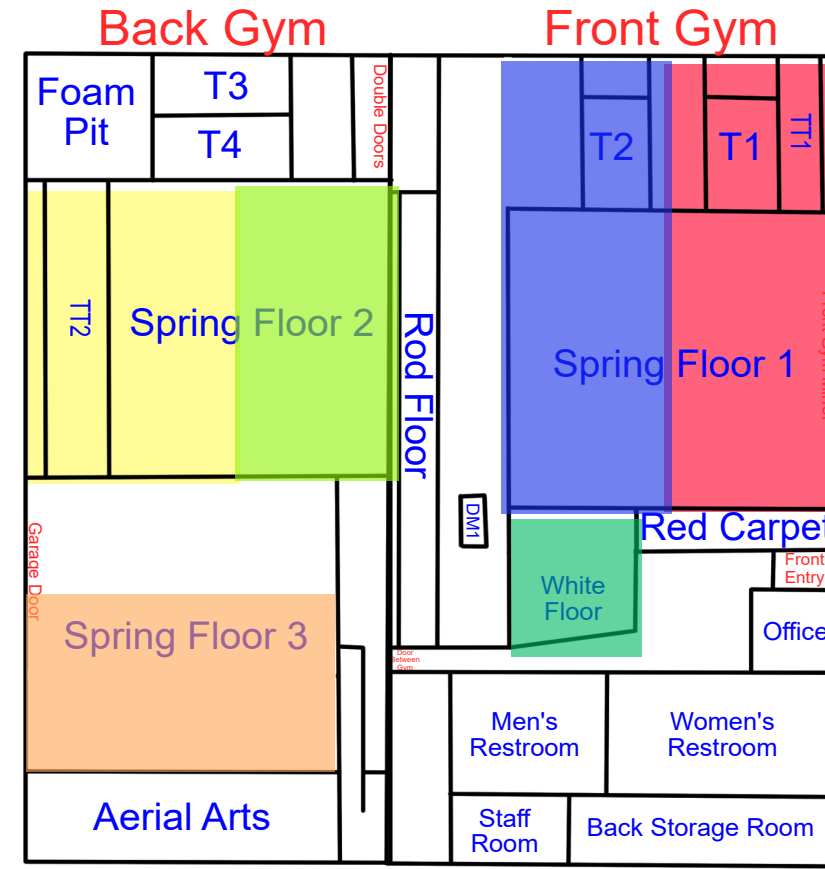 Back Gym
Front Gym
Foam
Pit
T3
T4
Double Doors
T2
T1
TT1
TT2
Spring Floor 2
Rod Floor
Spring Floor 1
DM1
Red Carpet
Garage Door
Spring Floor 3
White
Floor
Front
Entry
Office
Door
Between
Gym
Men's
Restroom
Women's
Restroom
Aerial Arts
Staff
Room
Back Storage Room